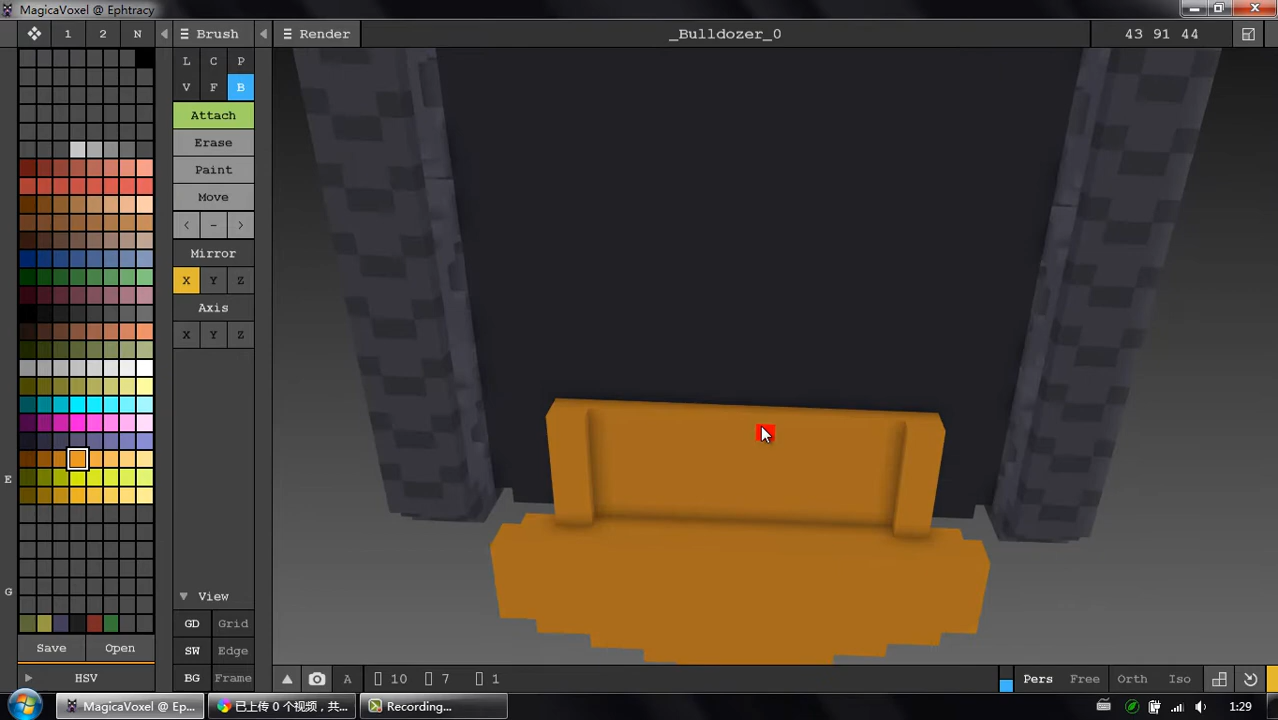 MagicaVoxel @ Ephtracy
1 2 N
Brush
Render
_Bulldozer_0
43 91 44
L C P
V F B
Attach
Erase
Paint
Move
< - >
Mirror
X Y Z
Axis
X Y Z
E
G
View
GD Grid
SW Edge
BG Frame
Save Open
HSV
A
10 7 1
Pers Free Orth Iso
MagicaVoxel @ Ep...
已上传 0 个视频，共...
Recording...
1:29